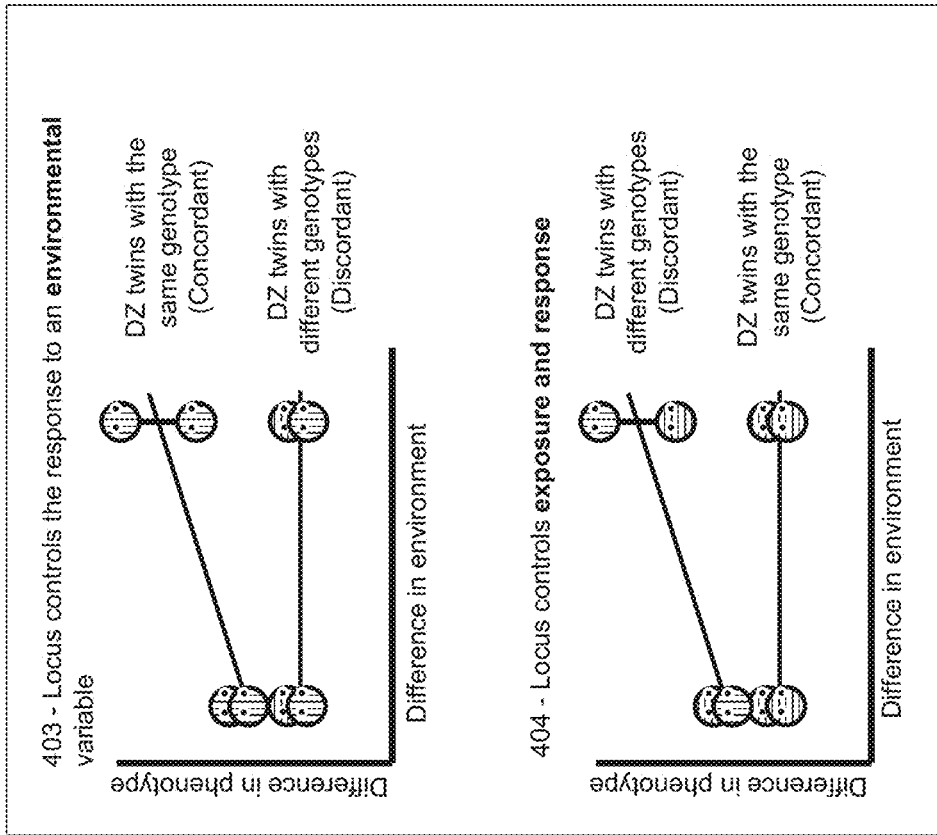 403 - Locus controls the response to an environmental
variable
Difference in phenotype
DZ twins with the
same genotype
(Concordant)
DZ twins with
different genotypes
(Discordant)
Difference in environment
404 - Locus controls exposure and response
Difference in phenotype
DZ twins with
different genotypes
(Discordant)
DZ twins with the
same genotype
(Concordant)
Difference in environment